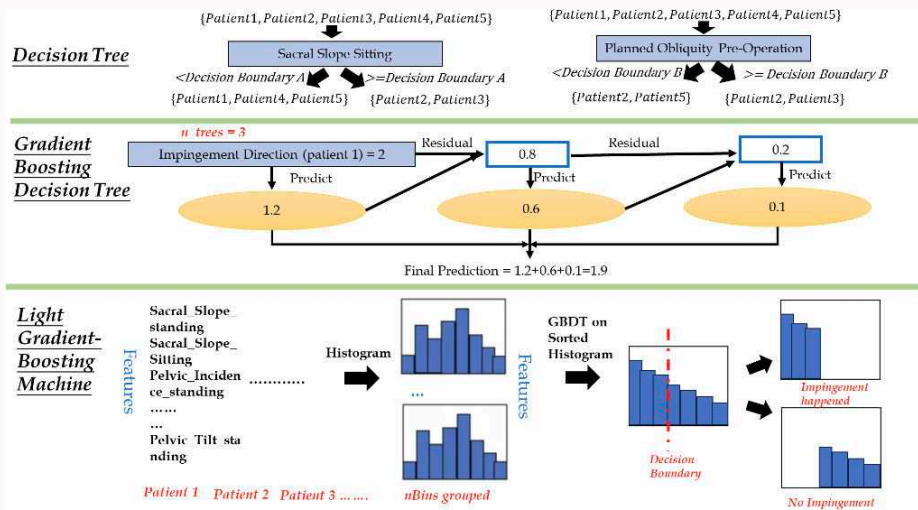 {Patient1, Patient2, Patient3, Patient4, Patient5}
{Patient1, Patient2, Patient3, Patient4, Patient5}
Decision Tree
Sacral Slope Sitting
Planned Obliquity Pre-Operation
<Decision Boundary A
>=Decision Boundary A
<Decision Boundary B
>= Decision Boundary B
{Patient1, Patient4, Patient5}
{Patient2, Patient3}
{Patient2, Patient5}
{Patient2, Patient3}
Gradient
Boosting
Decision Tree
n_trees = 3
Impingement Direction (patient 1) = 2
Residual
0.8
Residual
0.2
Predict
Predict
Predict
1.2
0.6
0.1
Final Prediction = 1.2+0.6+0.1=1.9
Light
Gradient-
Boosting
Machine
Features
Sacral_Slope_
standing
Sacral_Slope_
Sitting
Pelvic_Inciden
ce_standing
......
...
Pelvic_Tilt_sta
nding
............
Patient 1
Patient 2
Patient 3 ... ....
Histogram
...
nBins grouped
Features
GBDT on
Sorted
Histogram
Decision
Boundary
Impingement
happened
No Impingement